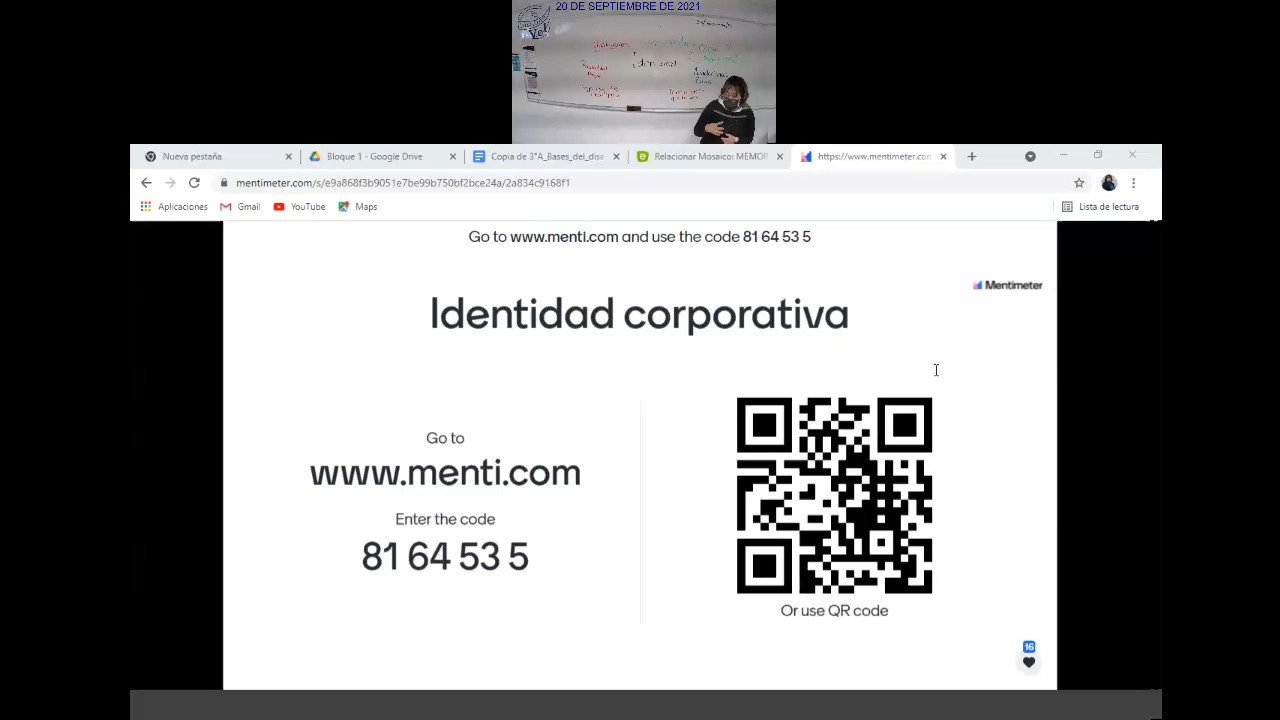 20 DE SEPTIEMBRE DE 2021
Nueva pestaña
Bloque 1 - Google Drive
Copia de 3°A_Bases_del_dise
Relacionar Mosaico: MEMOR
https://www.mentimeter.com
mentimeter.com/s/e9a868f3b9051e7be99b750bf2bce24a/2a834c9168f1
Aplicaciones
Gmail
YouTube
Maps
Lista de lectura
Go to www.menti.com and use the code 81 64 53 5
Mentimeter
Identidad corporativa
Go to
www.menti.com
Enter the code
81 64 53 5
Or use QR code
16